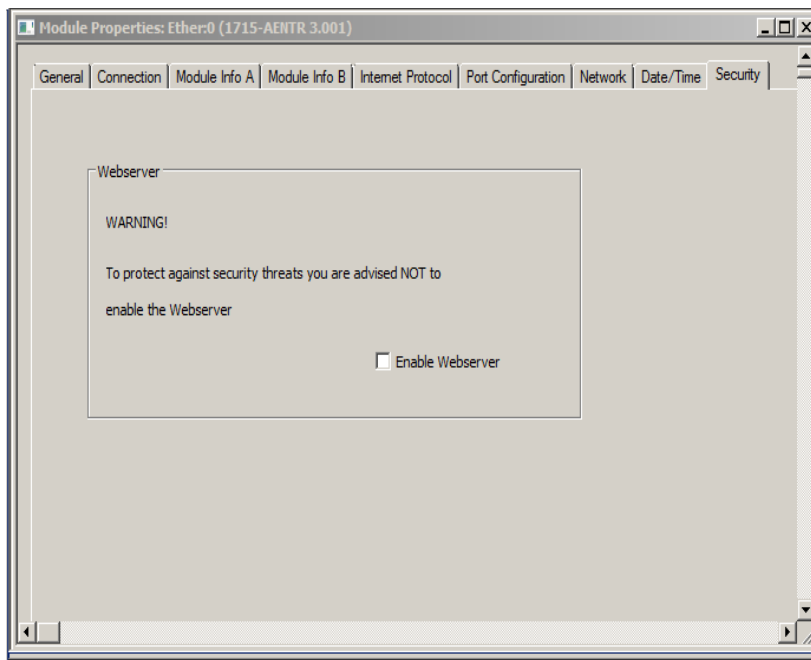 Module Properties: Ether:0 (1715-AENTR 3.001)
General Connection Module Info A Module Info B Internet Protocol Port Configuration Network Date/Time Security
Webserver
WARNING!
To protect against security threats you are advised NOT to
enable the Webserver
Enable Webserver